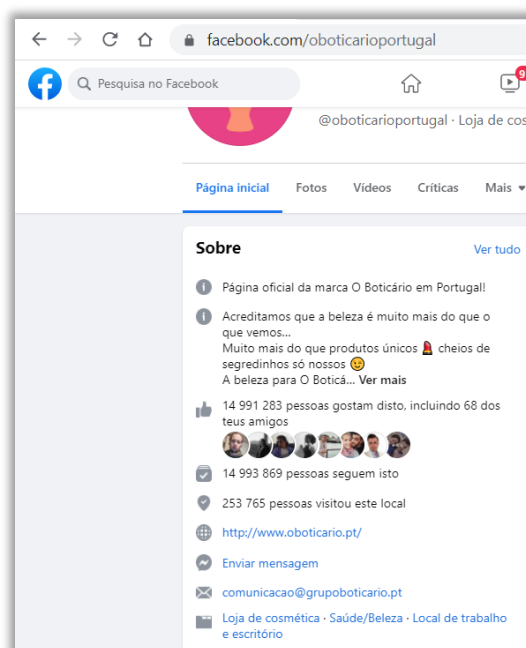 facebook.com/oboticarioportugal
Pesquisa no Facebook
9
@oboticarioportugal · Loja de cos
Página inicial Fotos Vídeos Críticas Mais
Sobre Ver tudo
Página oficial da marca O Boticário em Portugal!
Acreditamos que a beleza é muito mais do que o
que vemos...
Muito mais do que produtos únicos 💄 cheios de
segredinhos só nossos 😉
A beleza para O Boticá... Ver mais
14 991 283 pessoas gostam disto, incluindo 68 dos
teus amigos
14 993 869 pessoas seguem isto
253 765 pessoas visitou este local
http://www.oboticario.pt/
Enviar mensagem
comunicacao@grupoboticario.pt
Loja de cosmética · Saúde/Beleza · Local de trabalho
e escritório